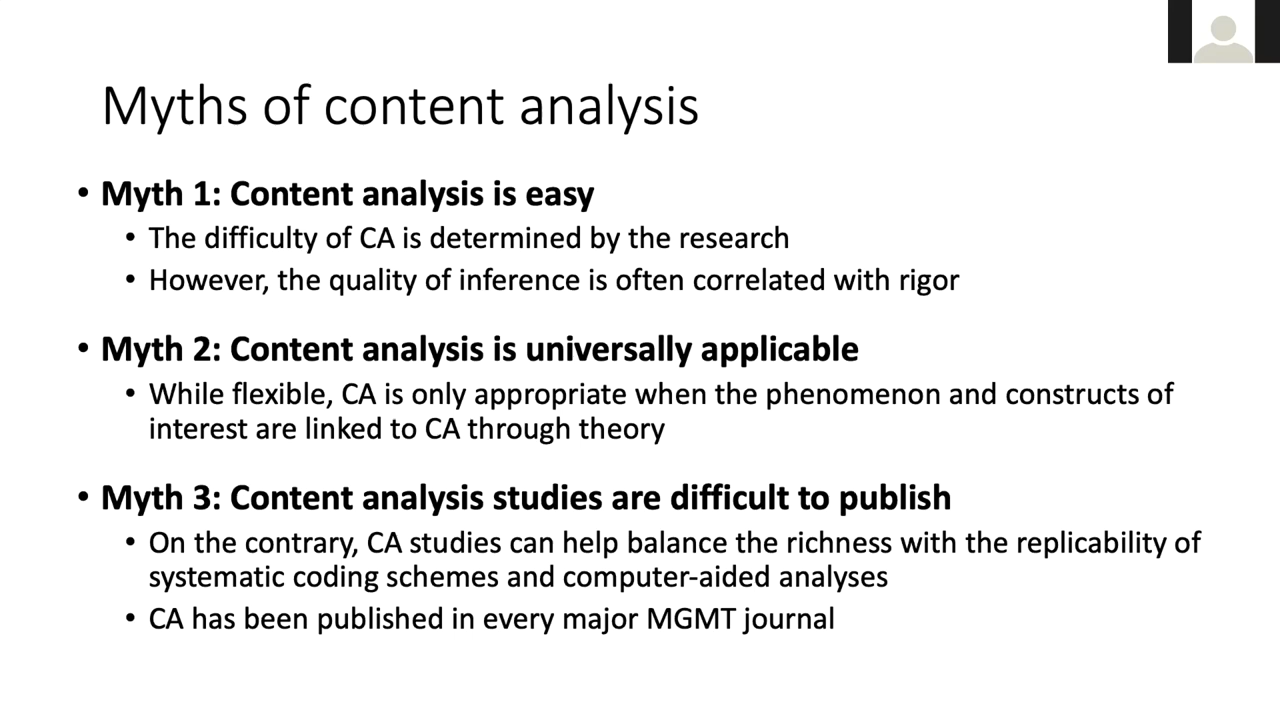 Myths of content analysis
• Myth 1: Content analysis is easy
• The difficulty of CA is determined by the research
• However, the quality of inference is often correlated with rigor
• Myth 2: Content analysis is universally applicable
• While flexible, CA is only appropriate when the phenomenon and constructs of
interest are linked to CA through theory
• Myth 3: Content analysis studies are difficult to publish
• On the contrary, CA studies can help balance the richness with the replicability of
systematic coding schemes and computer-aided analyses
• CA has been published in every major MGMT journal